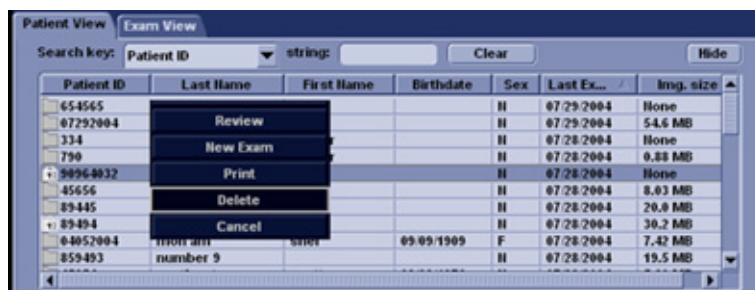 Patient View Exam View
Search key: Patient ID string: Clear Hide
Patient ID Last Name First Name Birthdate Sex Last Ex... Img. size
654565 N 07/29/2004 None
07292004 Review N 07/29/2004 54.6 MB
334 New Exam N 07/28/2004 None
790 N 07/28/2004 0.88 MB
90964032 Print N 07/28/2004 None
45656 Delete N 07/28/2004 8.03 MB
89445 N 07/28/2004 20.0 MB
89494 Cancel N 07/28/2004 30.2 MB
04052004 09/09/1909 F 07/28/2004 7.42 MB
859493 number 9 N 07/28/2004 19.5 MB